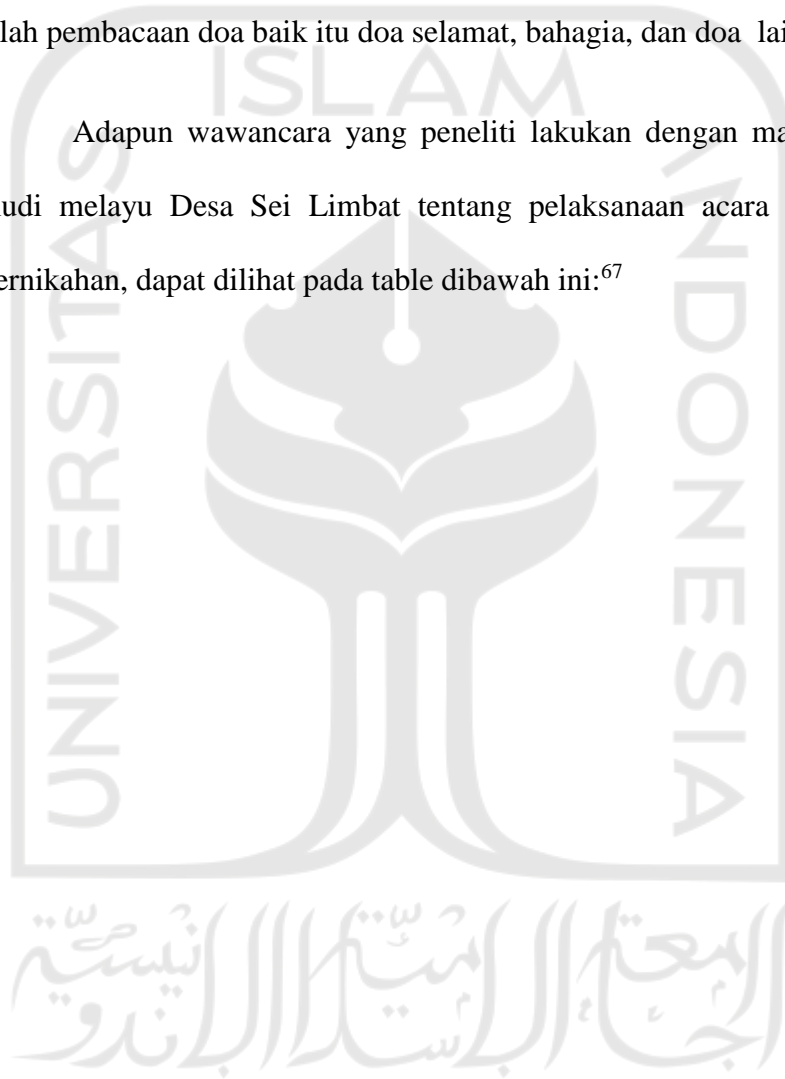 lah pembacaan doa baik itu doa selamat, bahagia, dan doa lai
Adapun wawancara yang peneliti lakukan dengan ma
udi melayu Desa Sei Limbat tentang pelaksanaan acara
ernikahan, dapat dilihat pada table dibawah ini:67
ISLAM
UNIVERSITAS
INDONESIA